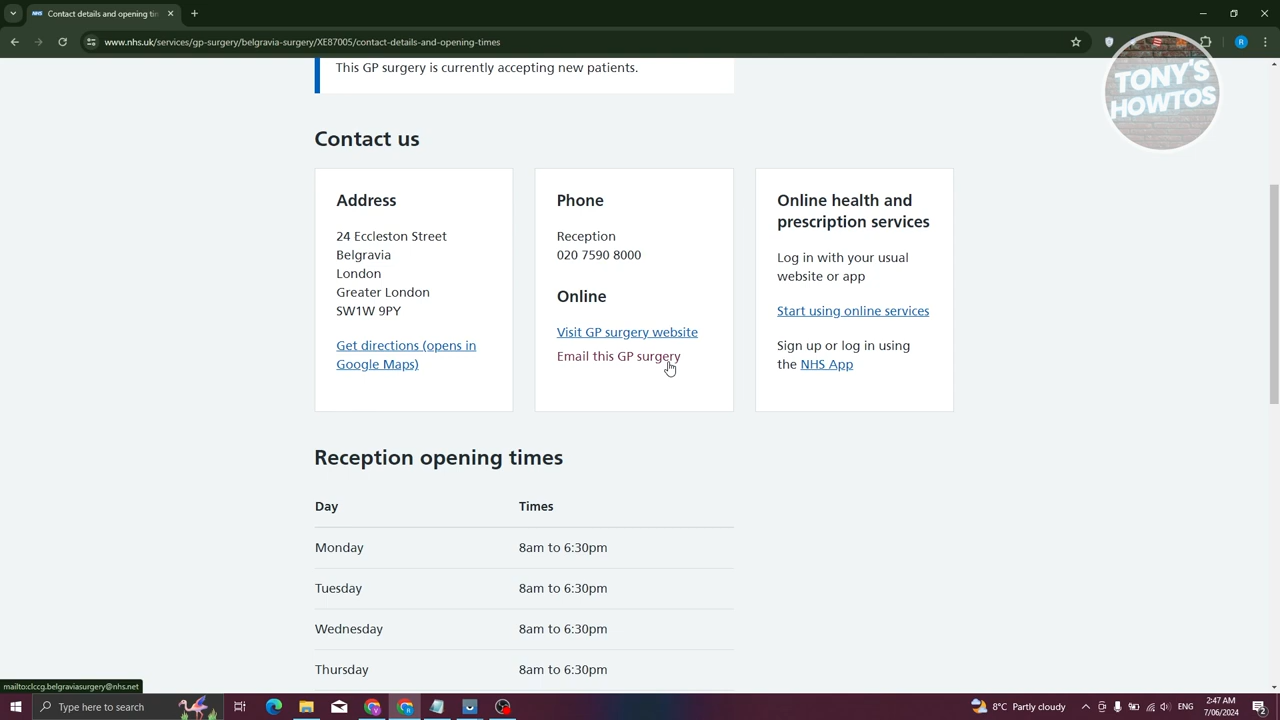 Contact details and opening tim
www.nhs.uk/services/gp-surgery/belgravia-surgery/XE87005/contact-details-and-opening-times
R
TONY'S
HOWTOS
This GP surgery is currently accepting new patients.
Contact us
Address
24 Eccleston Street
Belgravia
London
Greater London
SW1W 9PY
Get directions (opens in
Google Maps)
Phone
Reception
020 7590 8000
Online
Visit GP surgery website
Email this GP surgery
Online health and
prescription services
Log in with your usual
website or app
Start using online services
Sign up or log in using
the NHS App
Reception opening times
Day Times
Monday 8am to 6:30pm
Tuesday 8am to 6:30pm
Wednesday 8am to 6:30pm
Thursday 8am to 6:30pm
mailto:clccg.belgraviasurgery@nhs.net
Type here to search
8°C Partly cloudy
ENG
2:47 AM
7/06/2024
2